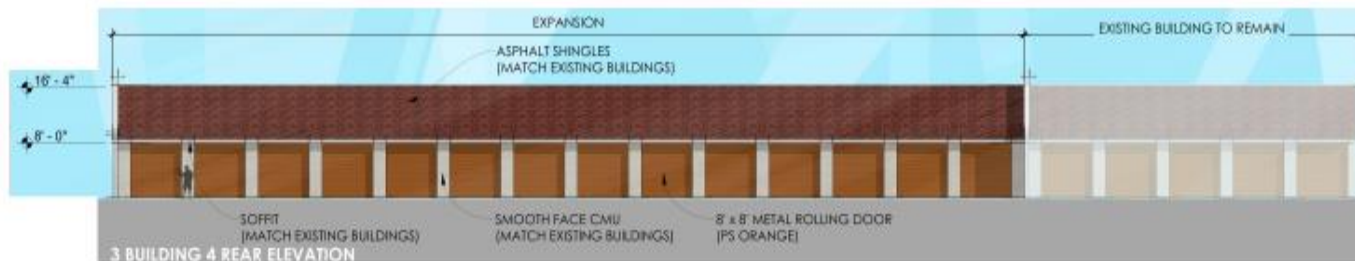 EXPANSION
EXISTING BUILDING TO REMAIN
ASPHALT SHINGLES
(MATCH EXISTING BUILDINGS)
16' - 4"
8' - 0"
SOFFIT
(MATCH EXISTING BUILDINGS)
SMOOTH FACE CMU
(MATCH EXISTING BUILDINGS)
8' x 8' METAL ROLLING DOOR
(PS ORANGE)
3 BUILDING 4 REAR ELEVATION